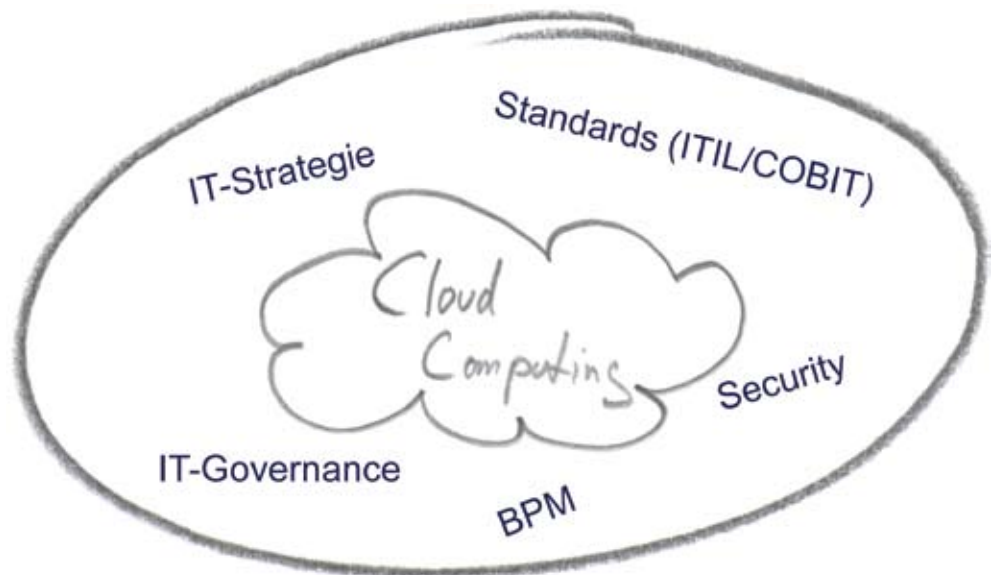 Standards (ITIL/COBIT)
IT-Strategie
Cloud
Computing
Security
IT-Governance
BPM